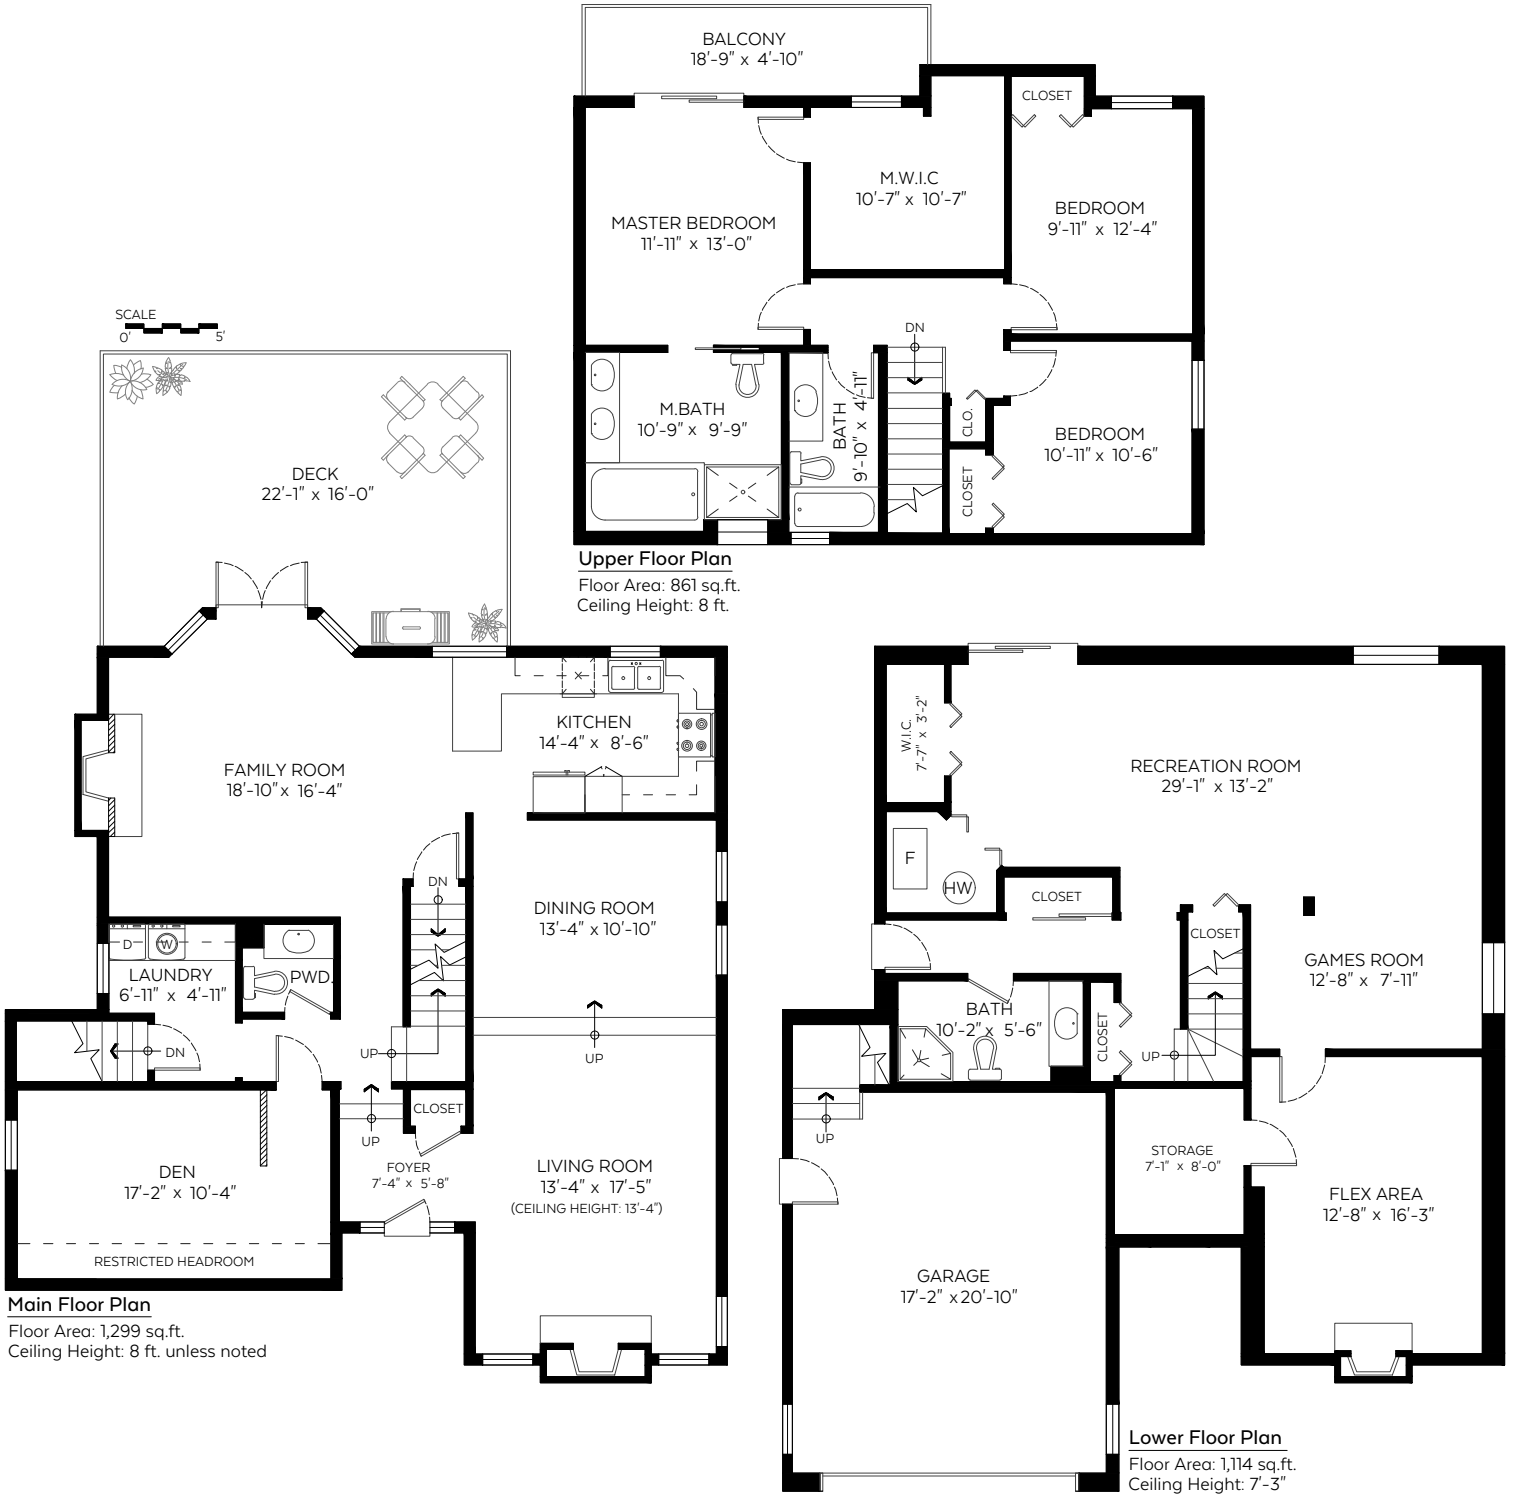 BALCONY
18'-9" x 4'-10"
CLOSET
M.W.I.C
10'-7" x 10'-7"
BEDROOM
9'-11" x 12'-4"
MASTER BEDROOM
11'-11" x 13'-0"
DN
M.BATH
10'-9" x 9'-9"
BATH
9'-10" x 4'-11"
CLO.
CLOSET
BEDROOM
10'-11" x 10'-6"
Upper Floor Plan
Floor Area: 861 sq.ft.
Ceiling Height: 8 ft.
SCALE
0' 5'
DECK
22'-1" x 16'-0"
KITCHEN
14'-4" x 8'-6"
FAMILY ROOM
18'-10" x 16'-4"
DN
DINING ROOM
13'-4" x 10'-10"
D W
LAUNDRY
6'-11" x 4'-11"
PWD.
DN
UP
UP
UP
CLOSET
FOYER
7'-4" x 5'-8"
LIVING ROOM
13'-4" x 17'-5"
(CEILING HEIGHT: 13'-4")
DEN
17'-2" x 10'-4"
RESTRICTED HEADROOM
Main Floor Plan
Floor Area: 1,299 sq.ft.
Ceiling Height: 8 ft. unless noted
W.I.C.
7'-7" x 3'-2"
RECREATION ROOM
29'-1" x 13'-2"
F
HW
CLOSET
CLOSET
GAMES ROOM
12'-8" x 7'-11"
BATH
10'-2" x 5'-6"
CLOSET
UP
UP
STORAGE
7'-1" x 8'-0"
FLEX AREA
12'-8" x 16'-3"
GARAGE
17'-2" x 20'-10"
Lower Floor Plan
Floor Area: 1,114 sq.ft.
Ceiling Height: 7'-3"